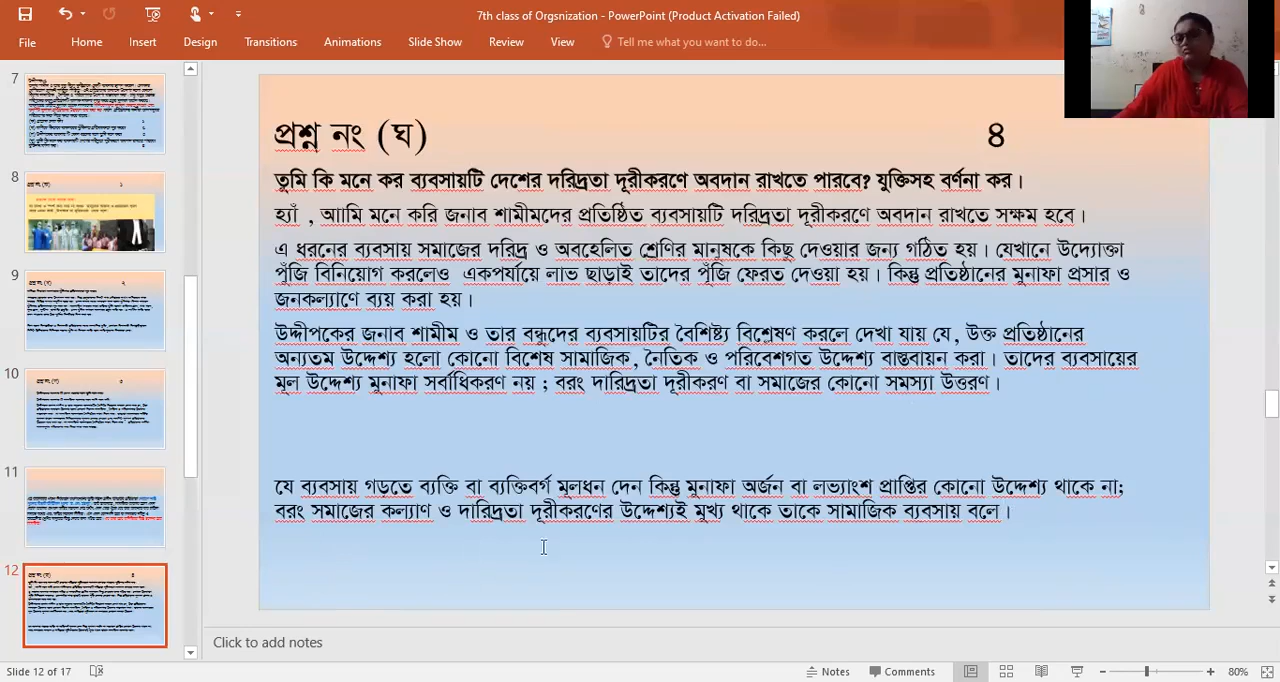 7th class of Orgsnization - PowerPoint (Product Activation Failed)
File Home Insert Design Transitions Animations Slide Show Review View Tell me what you want to do...
7
8
9
10
11
12
প্রশ্ন নং (ঘ) ৪
তুমি কি মনে কর ব্যবসায়টি দেশের দরিদ্রতা দূরীকরণে অবদান রাখতে পারবে? যুক্তিসহ বর্ণনা কর।
হ্যাঁ , আামি মনে করি জনাব শামীমদের প্রতিষ্ঠিত ব্যবসায়টি দরিদ্রতা দূরীকরণে অবদান রাখতে সক্ষম হবে।
এ ধরনের ব্যবসায় সমাজের দরিদ্র ও অবহেলিত শ্রেণির মানুষকে কিছু দেওয়ার জন্য গঠিত হয়। যেখানে উদ্যোক্তা
পুঁজি বিনিয়োগ করলেও একপর্যায়ে লাভ ছাড়াই তাদের পুঁজি ফেরত দেওয়া হয়। কিন্তু প্রতিষ্ঠানের মুনাফা প্রসার ও
জনকল্যাণে ব্যয় করা হয়।
উদ্দীপকের জনাব শামীম ও তার বন্ধুদের ব্যবসায়টির বৈশিষ্ট্য বিশ্লেষণ করলে দেখা যায় যে, উক্ত প্রতিষ্ঠানের
অন্যতম উদ্দেশ্য হলো কোনো বিশেষ সামাজিক, নৈতিক ও পরিবেশগত উদ্দেশ্য বাস্তবায়ন করা। তাদের ব্যবসায়ের
মূল উদ্দেশ্য মুনাফা সর্বাধিকরণ নয় ; বরং দারিদ্রতা দূরীকরণ বা সমাজের কোনো সমস্যা উত্তরণ।
যে ব্যবসায় গড়তে ব্যক্তি বা ব্যক্তিবর্গ মূলধন দেন কিন্তু মুনাফা অর্জন বা লভ্যাংশ প্রাপ্তির কোনো উদ্দেশ্য থাকে না;
বরং সমাজের কল্যাণ ও দারিদ্রতা দূরীকরণের উদ্দেশ্যই মুখ্য থাকে তাকে সামাজিক ব্যবসায় বলে।
Click to add notes
Slide 12 of 17 Notes Comments 80%